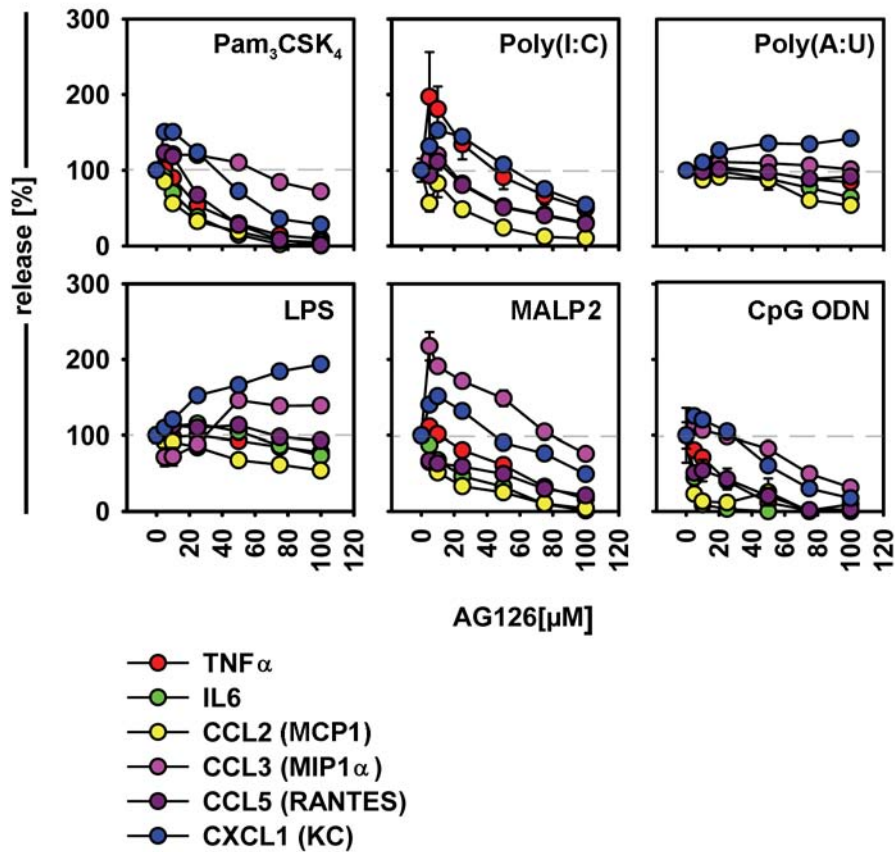 release [%]
300
200
100
0
Pam₃CSK₄
Poly(I:C)
Poly(A:U)
300
200
100
0
LPS
MALP2
CpG ODN
0 20 40 60 80 100 120
0 20 40 60 80 100 120
0 20 40 60 80 100 120
AG126[µM]
TNFα
IL6
CCL2 (MCP1)
CCL3 (MIP1α)
CCL5 (RANTES)
CXCL1 (KC)